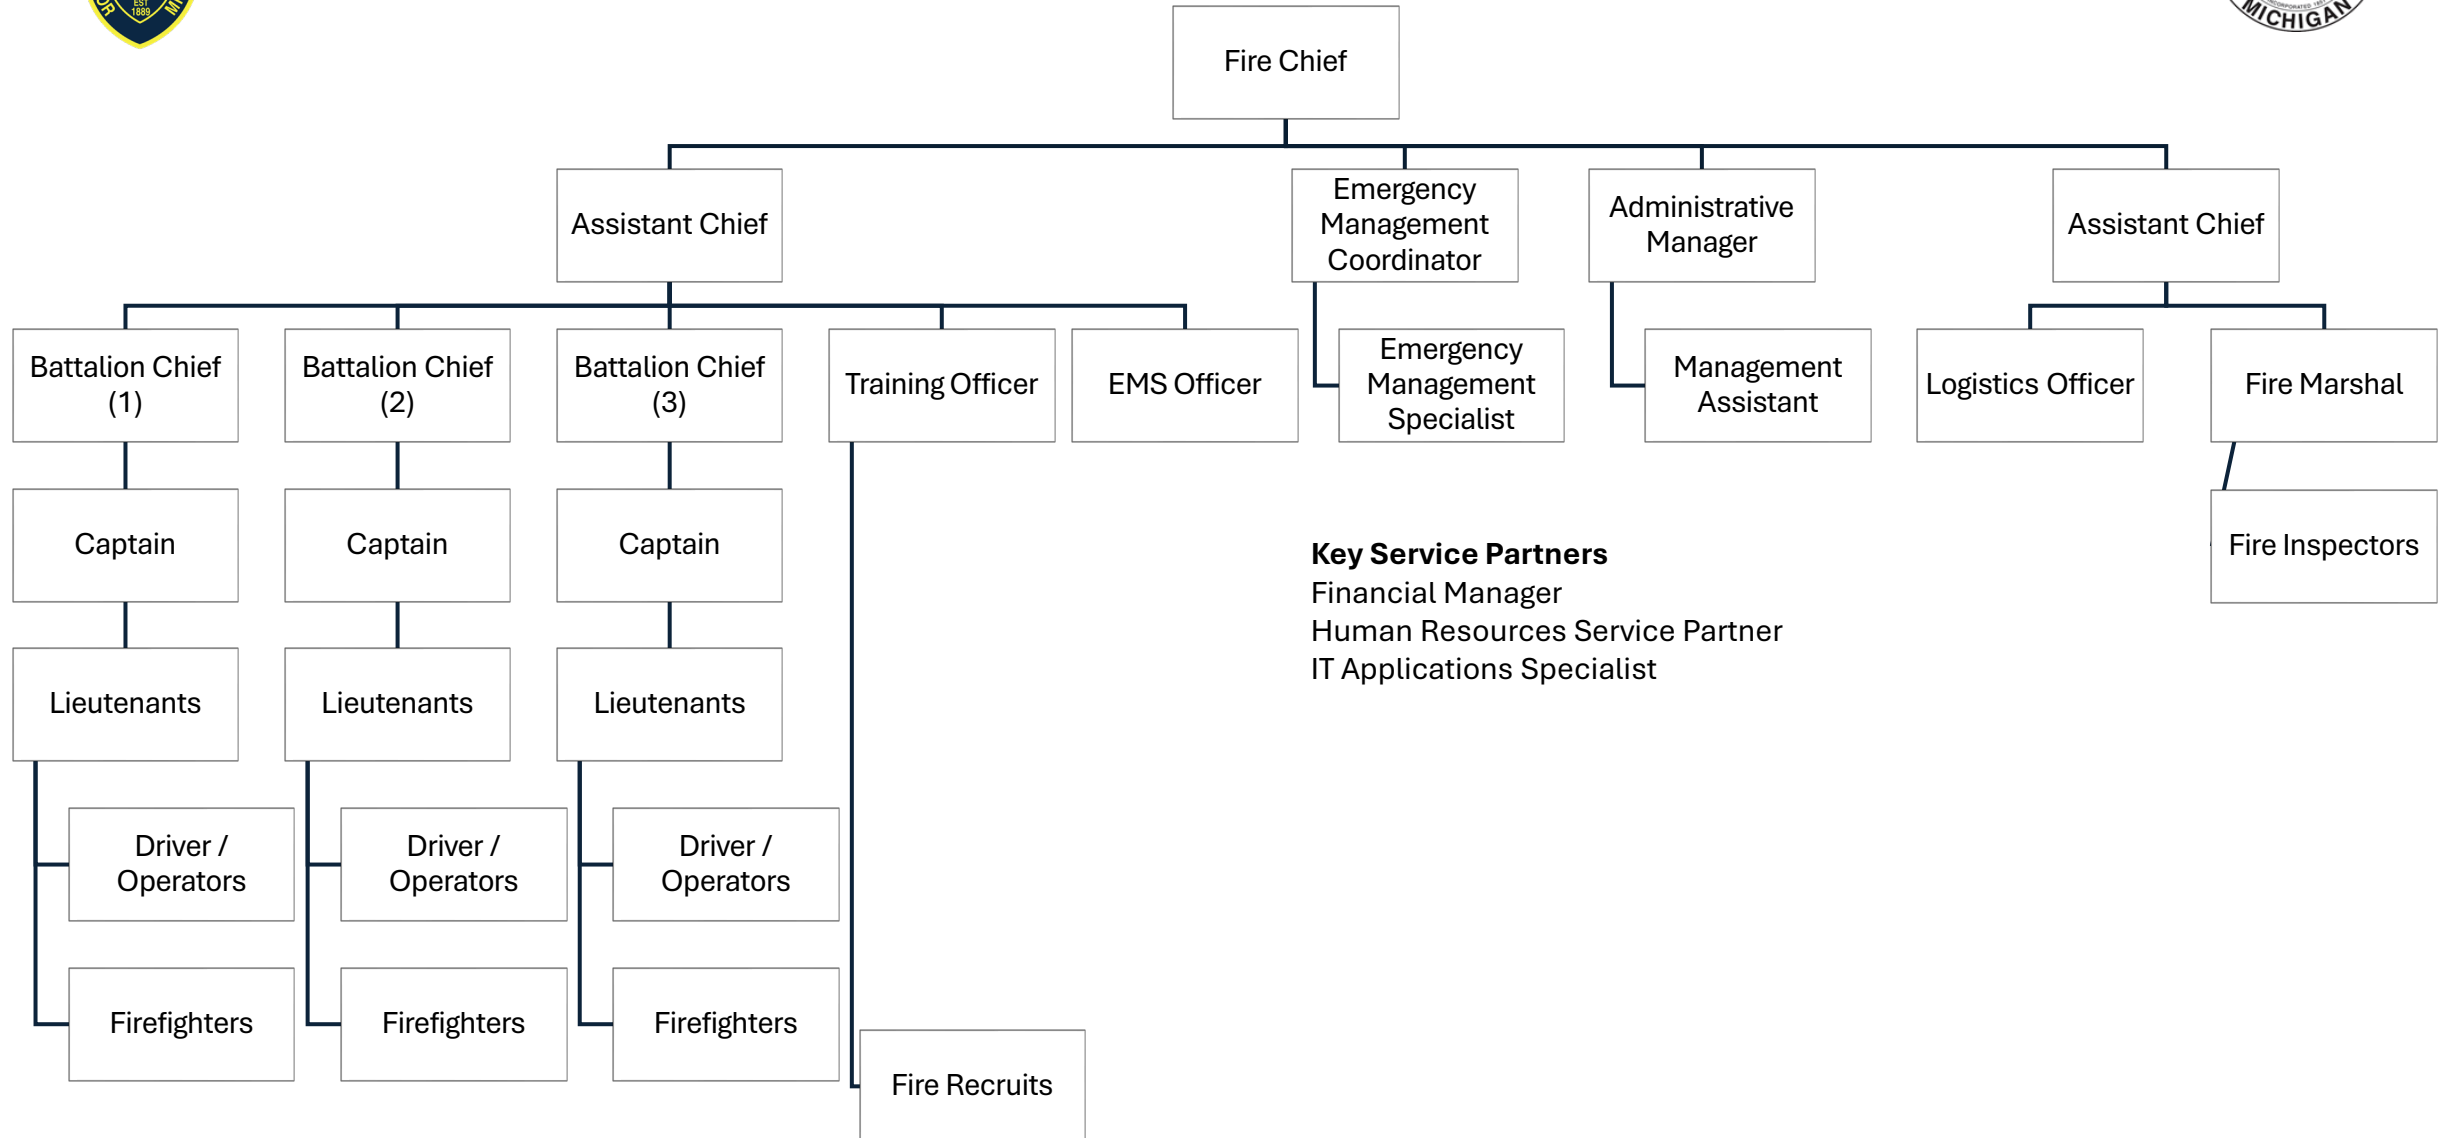 EST
1889
MICHIGAN
Fire Chief
Assistant Chief
Emergency
Management
Coordinator
Administrative
Manager
Assistant Chief
Battalion Chief
(1)
Battalion Chief
(2)
Battalion Chief
(3)
Training Officer
EMS Officer
Emergency
Management
Specialist
Management
Assistant
Logistics Officer
Fire Marshal
Captain
Captain
Captain
Fire Inspectors
Key Service Partners
Financial Manager
Human Resources Service Partner
IT Applications Specialist
Lieutenants
Lieutenants
Lieutenants
Driver /
Operators
Driver /
Operators
Driver /
Operators
Firefighters
Firefighters
Firefighters
Fire Recruits